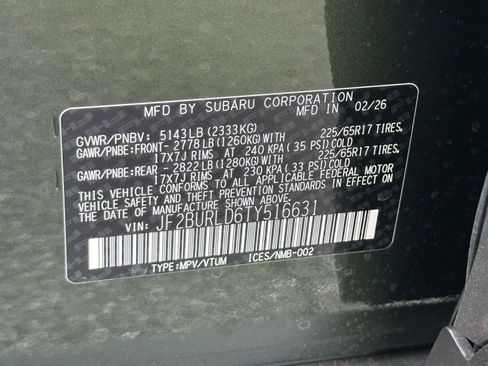 MFD BY SUBARU CORPORATION MFD IN 02/26
GVWR/PNBV: 5143LB (2333KG)
GAWR/PNBE:FRONT- 2778LB (1260KG)WITH 225/65R17 TIRES,
17X7J RIMS AT 240 KPA (35 PSI) COLD
GAWR/PNBE:REAR - 2822LB (1280KG)WITH 225/65R17 TIRES,
17X7J RIMS AT 230 KPA (33 PSI) COLD
THIS VEHICLE CONFORMS TO ALL APPLICABLE FEDERAL MOTOR
VEHICLE SAFETY AND THEFT PREVENTION STANDARDS IN
EFFECT ON THE DATE OF MANUFACTURE SHOWN ABOVE.
VIN: JF2BURLD6TY516631
TYPE:MPV/VTUM ICES/NMB-002